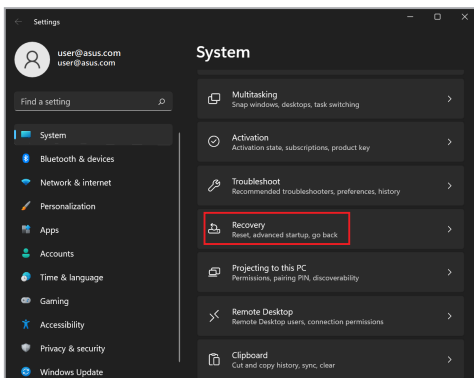 Settings
user@asus.com
user@asus.com
Find a setting
System
Bluetooth & devices
Network & internet
Personalization
Apps
Accounts
Time & language
Gaming
Accessibility
Privacy & security
Windows Update
System
Multitasking
Snap windows, desktops, task switching
Activation
Activation state, subscriptions, product key
Troubleshoot
Recommended troubleshooters, preferences, history
Recovery
Reset, advanced startup, go back
Projecting to this PC
Permissions, pairing PIN, discoverability
Remote Desktop
Remote Desktop users, connection permissions
Clipboard
Cut and copy history, sync, clear